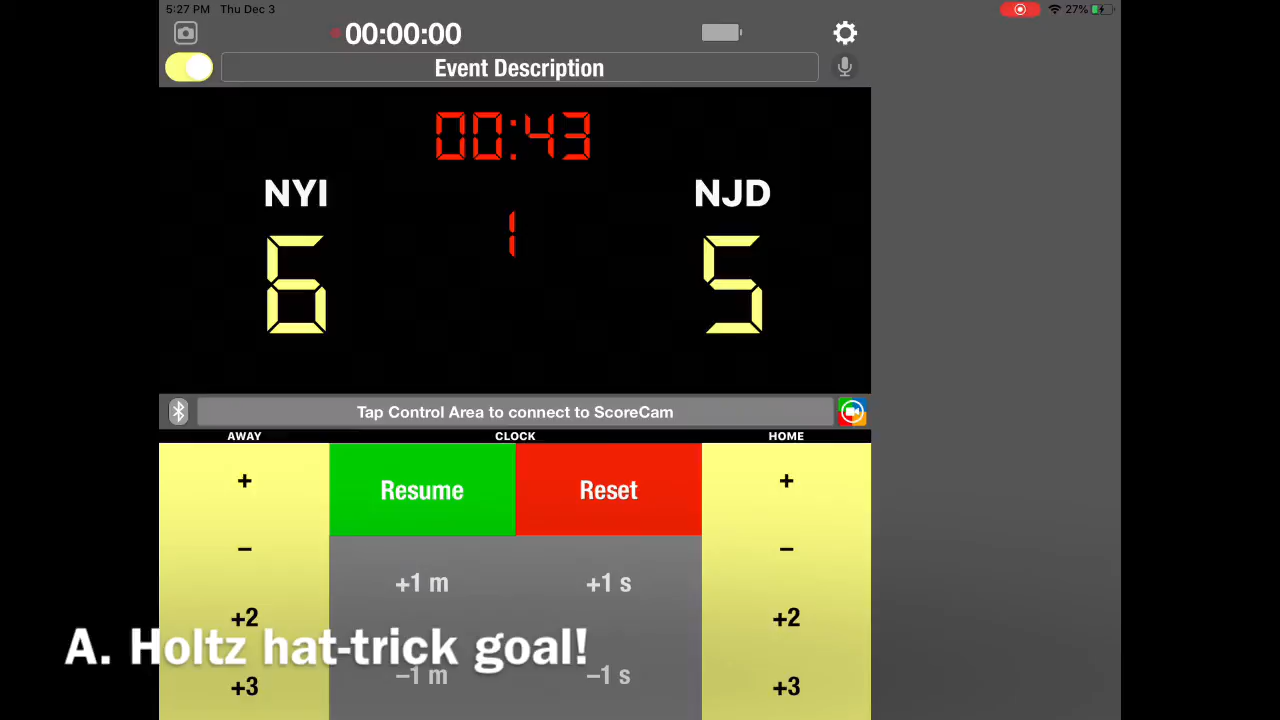 5:27 PM Thu Dec 3
27%
00:00:00
Event Description
00:43
NYI
NJD
1
6
5
Tap Control Area to connect to ScoreCam
AWAY
CLOCK
HOME
+
Resume
Reset
+
−
−
+1 m
+1 s
+2
+2
A. Holtz hat-trick goal!
−1 m
−1 s
+3
+3